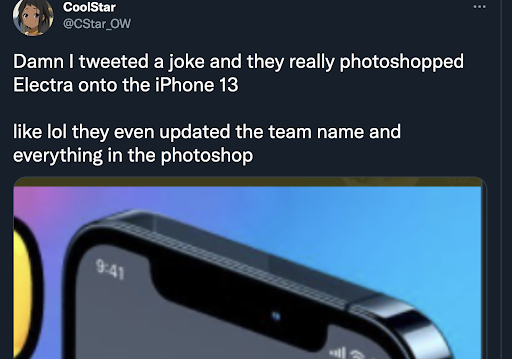 CoolStar
@CStar_OW
Damn I tweeted a joke and they really photoshopped
Electra onto the iPhone 13
like lol they even updated the team name and
everything in the photoshop
9:41